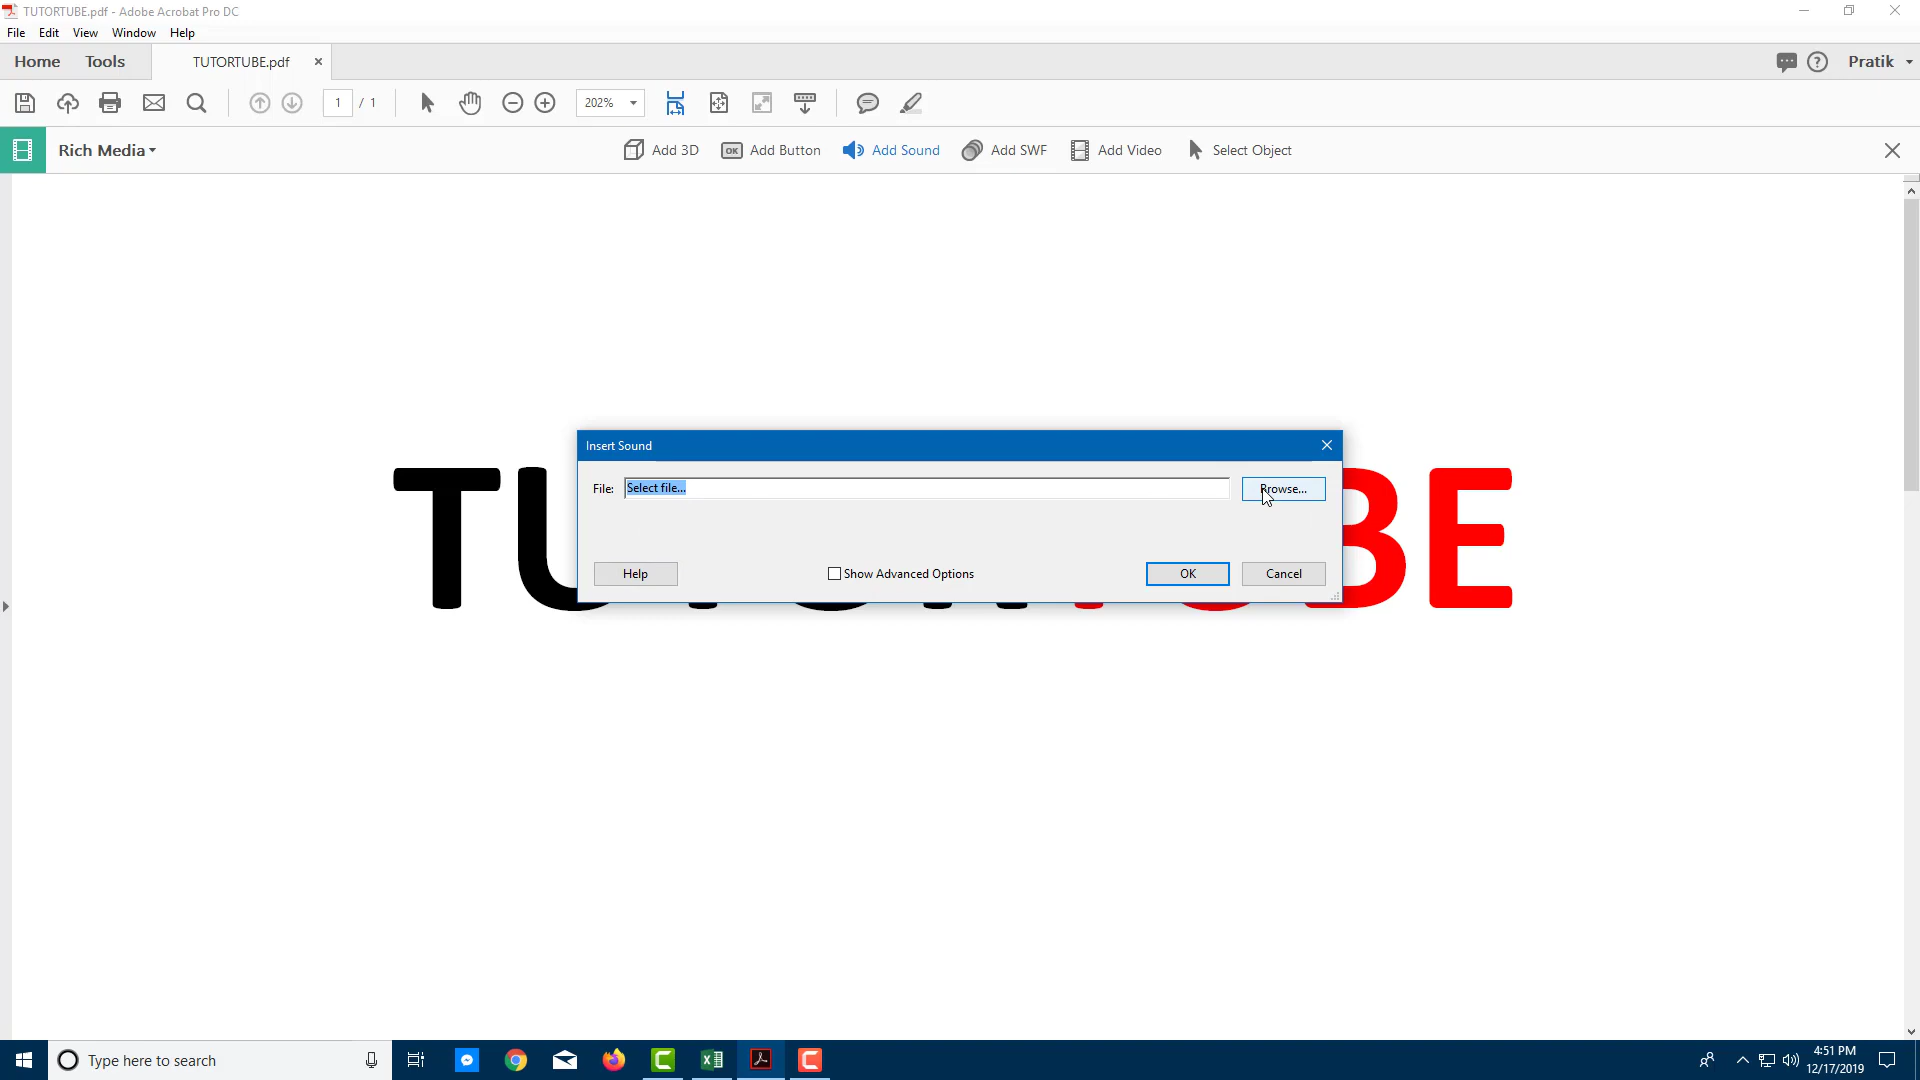 TUTORTUBE.pdf - Adobe Acrobat Pro DC
File Edit View Window Help
Home Tools TUTORTUBE.pdf Pratik
1 / 1 202%
Rich Media Add 3D OK Add Button Add Sound Add SWF Add Video Select Object
Insert Sound
File: Select file... Browse...
Help Show Advanced Options OK Cancel
TU BE
Type here to search
4:51 PM
12/17/2019